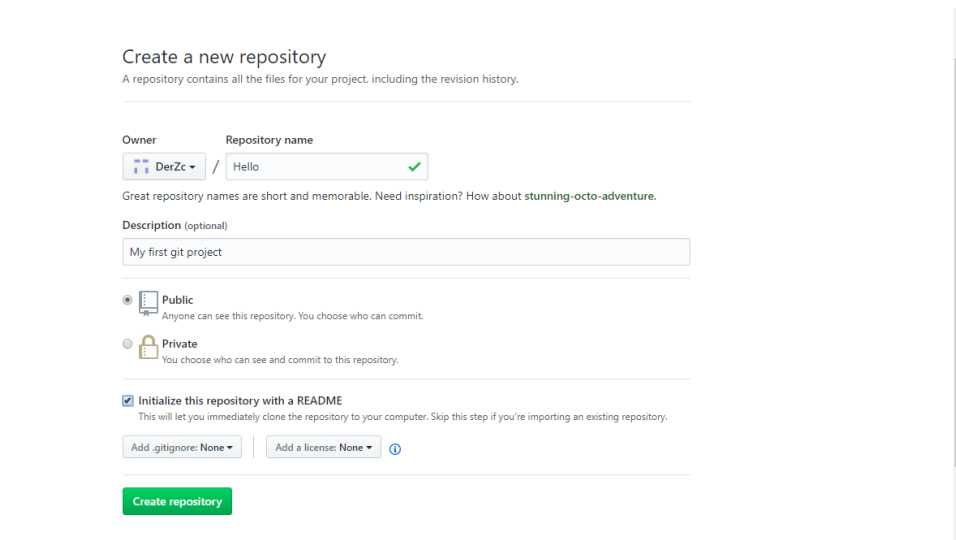 Create a new repository
A repository contains all the files for your project, including the revision history.
Owner Repository name
DerZc / Hello
Great repository names are short and memorable. Need inspiration? How about stunning-octo-adventure.
Description (optional)
My first git project
Public
Anyone can see this repository. You choose who can commit.
Private
You choose who can see and commit to this repository.
Initialize this repository with a README
This will let you immediately clone the repository to your computer. Skip this step if you're importing an existing repository.
Add .gitignore: None Add a license: None
Create repository